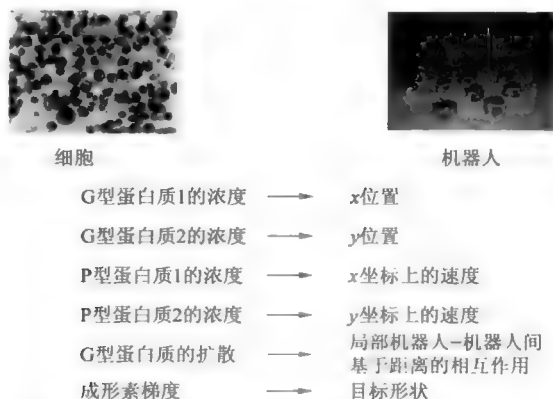 细胞 机器人
G型蛋白质1的浓度 → x位置
G型蛋白质2的浓度 → y位置
P型蛋白质1的浓度 → x坐标上的速度
P型蛋白质2的浓度 → y坐标上的速度
G型蛋白质的扩散 → 局部机器人-机器人间
基于距离的相互作用
成形素梯度 → 目标形状